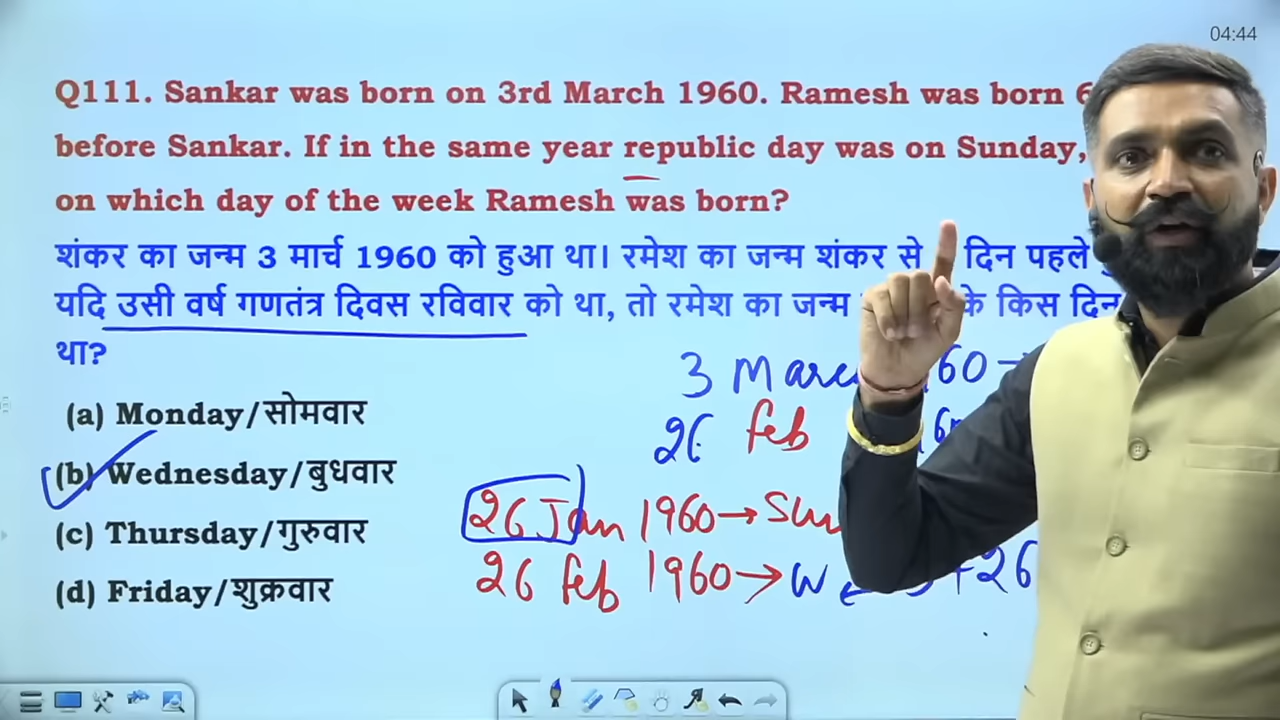 04:44
Q111. Sankar was born on 3rd March 1960. Ramesh was born 6
before Sankar. If in the same year republic day was on Sunday,
on which day of the week Ramesh was born?
शंकर का जन्म 3 मार्च 1960 को हुआ था। रमेश का जन्म शंकर से दिन पहले
यदि उसी वर्ष गणतंत्र दिवस रविवार को था, तो रमेश का जन्म के किस दिन
था?
(a) Monday/सोमवार
(b) Wednesday/बुधवार
(c) Thursday/गुरुवार
(d) Friday/शुक्रवार
3 March 60 →
26 feb
26 Jan 1960 → Sun
26 feb 1960 → W ← +26